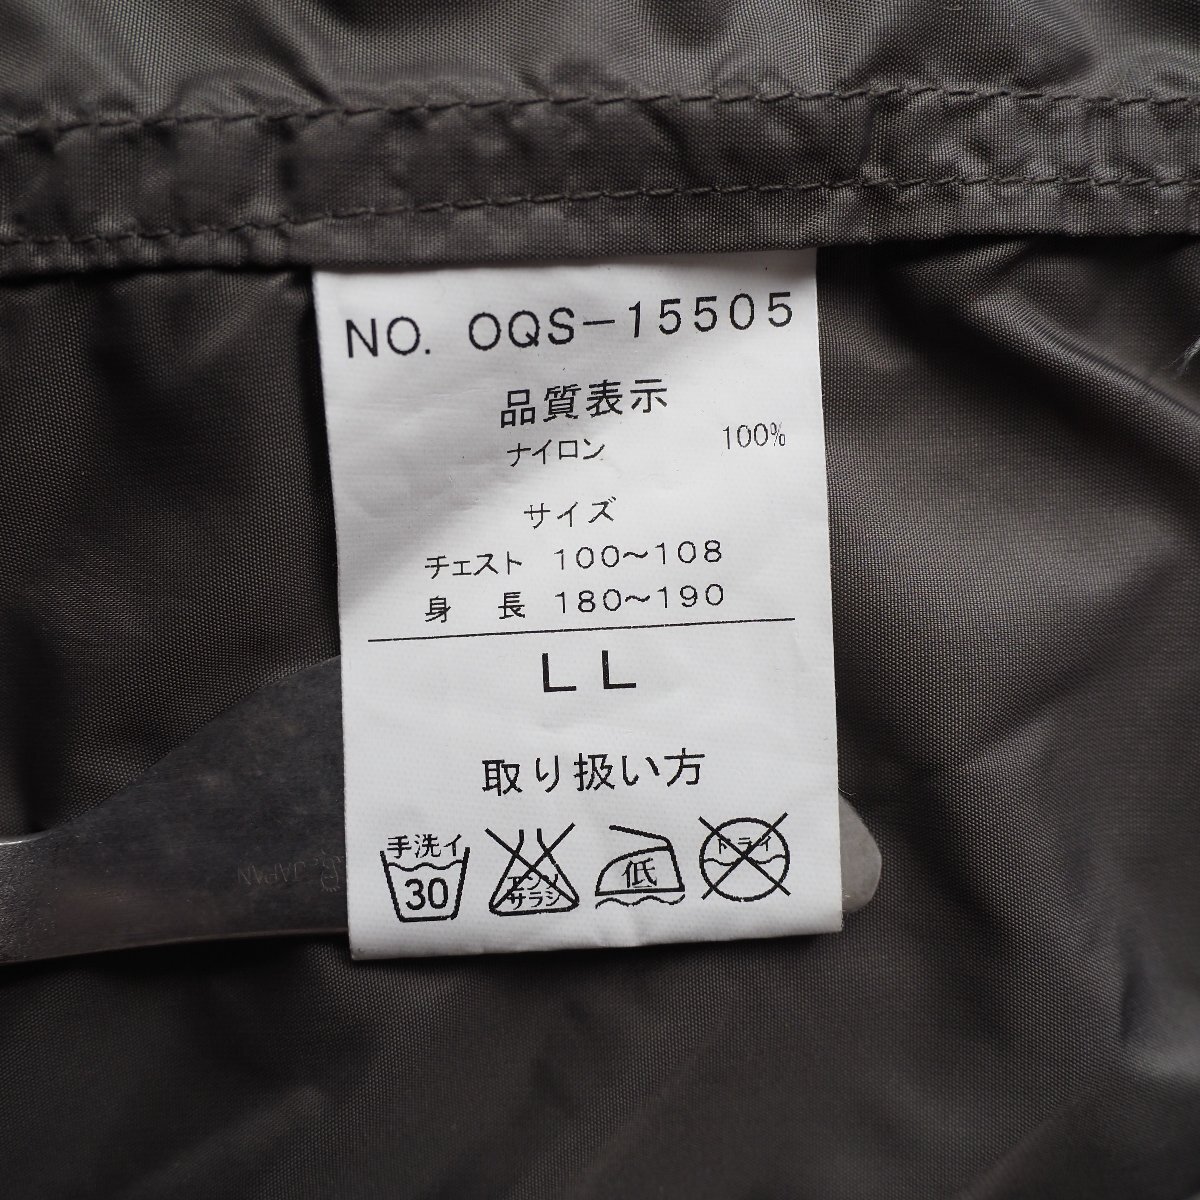 NO. OQS-15505
品質表示
ナイロン 100%
サイズ
チェスト 100~108
身 長 180~190
LL
取り扱い方
手洗イ
30
エンソ
サラシ
低
ドライ
JAPAN